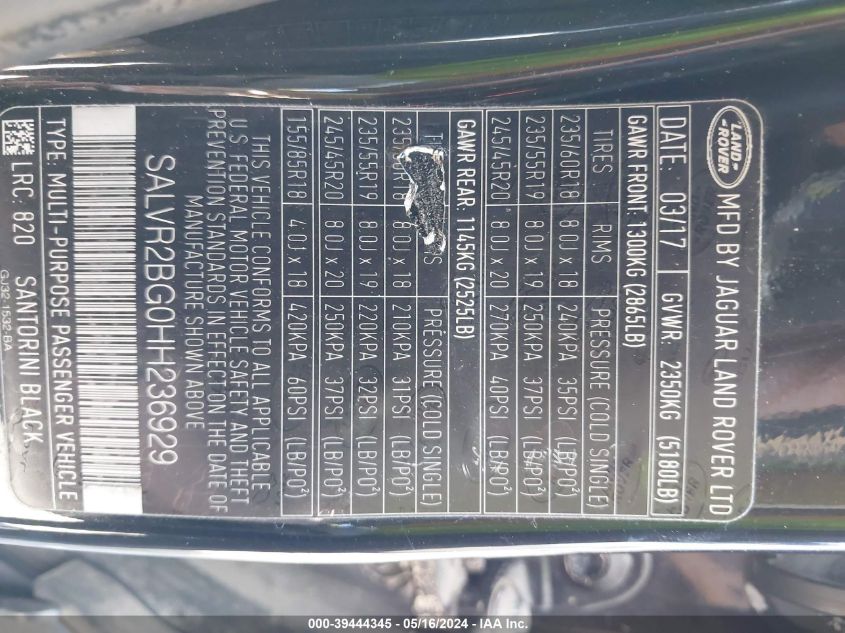 LAND ROVER
MFD BY JAGUAR LAND ROVER LTD
DATE: 03/17 GVWR: 2350KG (5180LB)
GAWR FRONT: 1300KG (2865LB)
TIRES RIMS PRESSURE (COLD SINGLE)
235/60R18 8.0J x 18 240KPA 35PSI (LB/PO²)
235/55R19 8.0J x 19 250KPA 37PSI (LB/PO²)
245/45R20 8.0J x 20 270KPA 40PSI (LB/PO²)
GAWR REAR: 1145KG (2525LB)
PRESSURE (COLD SINGLE)
8.0J x 18 210KPA 31PSI (LB/PO²)
235/55R19 8.0J x 19 220KPA 32PSI (LB/PO²)
245/45R20 8.0J x 20 250KPA 37PSI (LB/PO²)
155/85R18 4.0J x 18 420KPA 60PSI (LB/PO²)
THIS VEHICLE CONFORMS TO ALL APPLICABLE
U.S. FEDERAL MOTOR VEHICLE SAFETY AND THEFT
PREVENTION STANDARDS IN EFFECT ON THE DATE OF
MANUFACTURE SHOWN ABOVE
SALVR2BG0HH236929
TYPE: MULTI-PURPOSE PASSENGER VEHICLE
LRC: 820 SANTORINI BLACK
GJ32-1532-BA
000-39444345 - 05/16/2024 - IAA Inc.